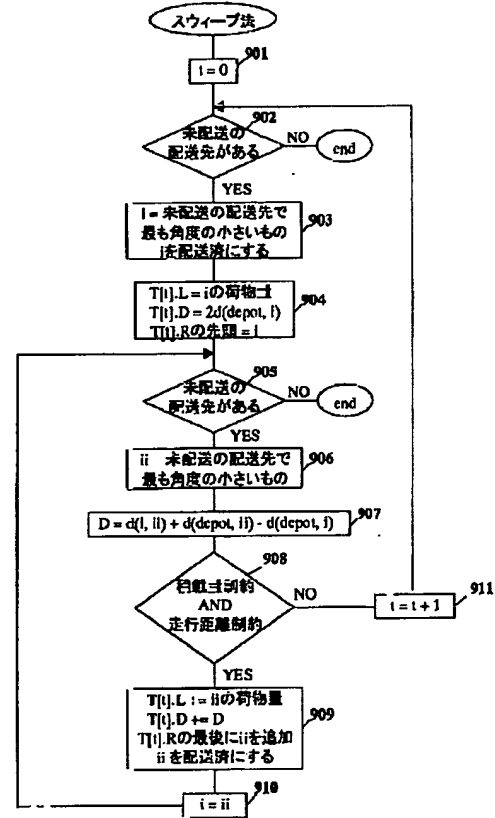 スウィープ法
901
t = 0
902
未配送の
配送先がある
NO
end
YES
903
i = 未配送の配送先で
最も角度の小さいもの
iを配送済にする
904
T[t].L = iの荷物量
T[t].D = 2d(depot, i)
T[t].Rの先頭 = i
905
未配送の
配送先がある
NO
end
YES
906
ii 未配送の配送先で
最も角度の小さいもの
907
D = d(i, ii) + d(depot, ii) - d(depot, i)
908
積載量制約
AND
走行距離制約
NO
911
t = t + 1
YES
909
T[t].L += iiの荷物量
T[t].D += D
T[t].Rの最後にiiを追加
iiを配送済にする
910
i = ii